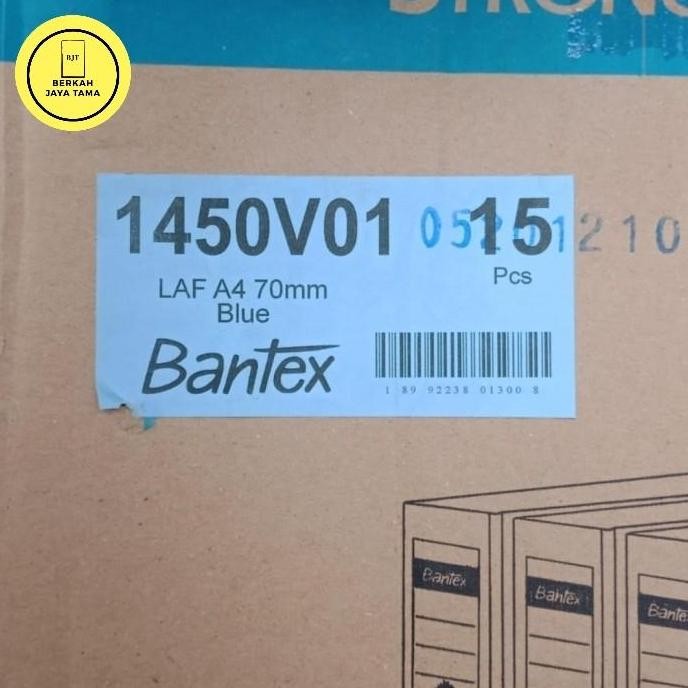 BJT
BERKAH
JAYA TAMA
1450V01
15
Pcs
LAF A4 70mm
Blue
Bantex
1 89 92238 01300 8
Bantex
Bantex
Bantex